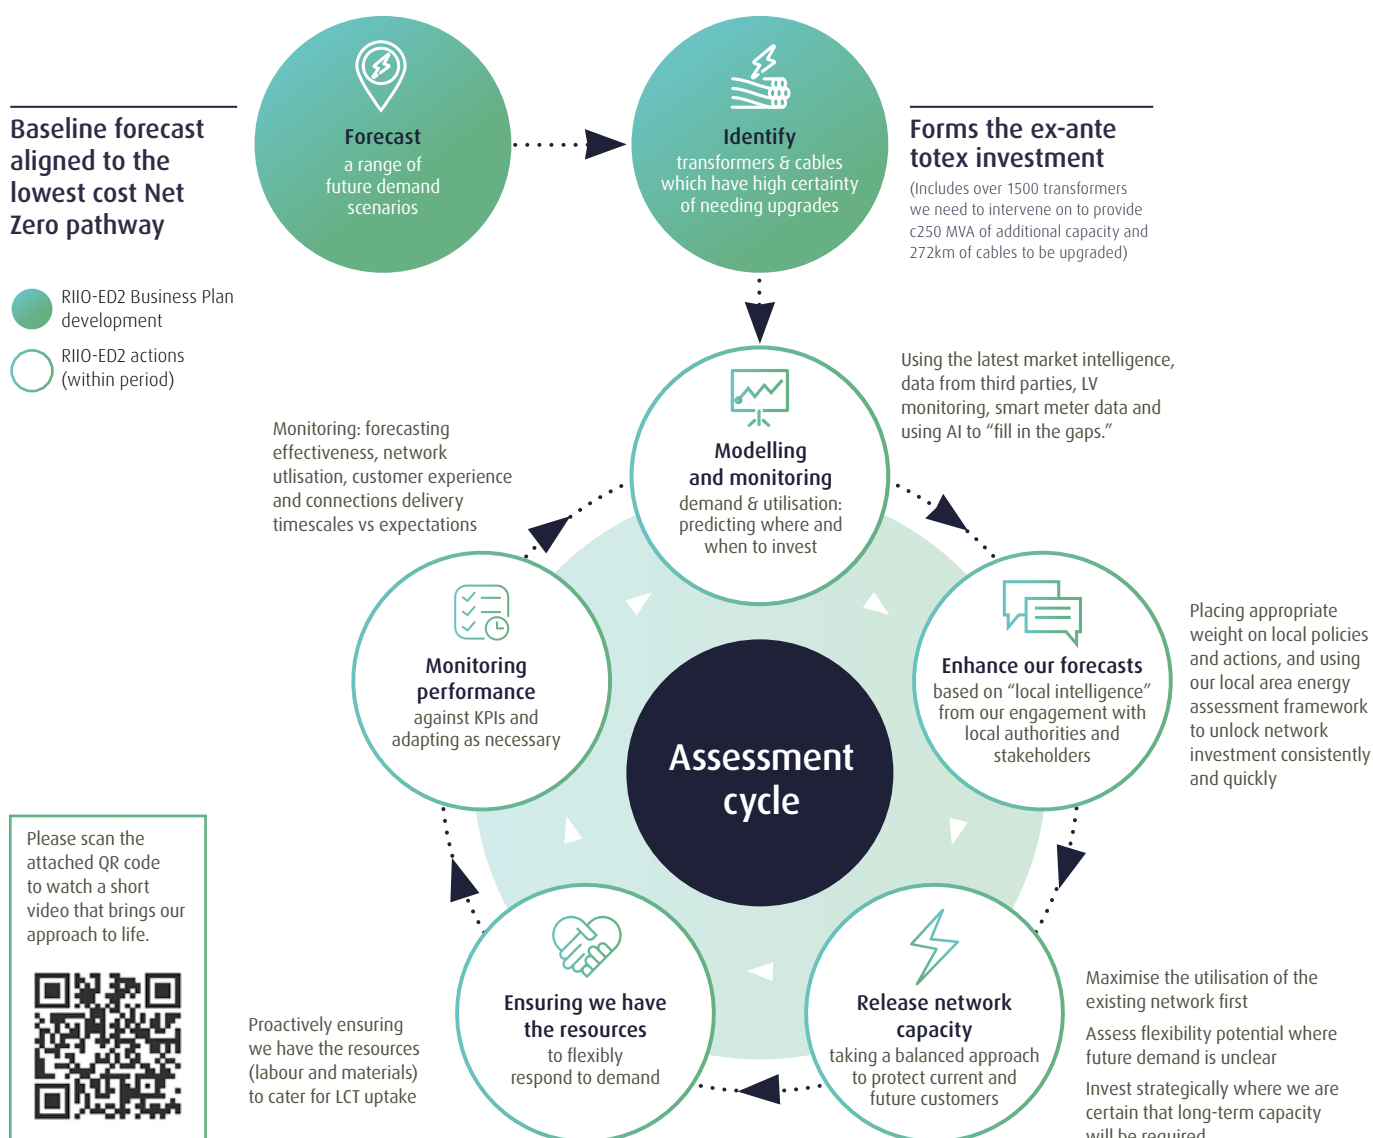 Baseline forecast
aligned to the
lowest cost Net
Zero pathway
RIIO-ED2 Business Plan
development
RIIO-ED2 actions
(within period)
Forecast
a range of
future demand
scenarios
Identify
transformers & cables
which have high certainty
of needing upgrades
Forms the ex-ante
totex investment
(Includes over 1500 transformers
we need to intervene on to provide
c250 MVA of additional capacity and
272km of cables to be upgraded)
Modelling
and monitoring
demand & utilisation:
predicting where and
when to invest
Using the latest market intelligence,
data from third parties, LV
monitoring, smart meter data and
using AI to “fill in the gaps.”
Enhance our forecasts
based on “local intelligence”
from our engagement with
local authorities and
stakeholders
Placing appropriate
weight on local policies
and actions, and using
our local area energy
assessment framework
to unlock network
investment consistently
and quickly
Release network
capacity
taking a balanced approach
to protect current and
future customers
Maximise the utilisation of the
existing network first
Assess flexibility potential where
future demand is unclear
Invest strategically where we are
certain that long-term capacity
will be required
Ensuring we have
the resources
to flexibly
respond to demand
Proactively ensuring
we have the resources
(labour and materials)
to cater for LCT uptake
Monitoring
performance
against KPIs and
adapting as necessary
Monitoring: forecasting
effectiveness, network
utlisation, customer experience
and connections delivery
timescales vs expectations
Assessment
cycle
Please scan the
attached QR code
to watch a short
video that brings our
approach to life.